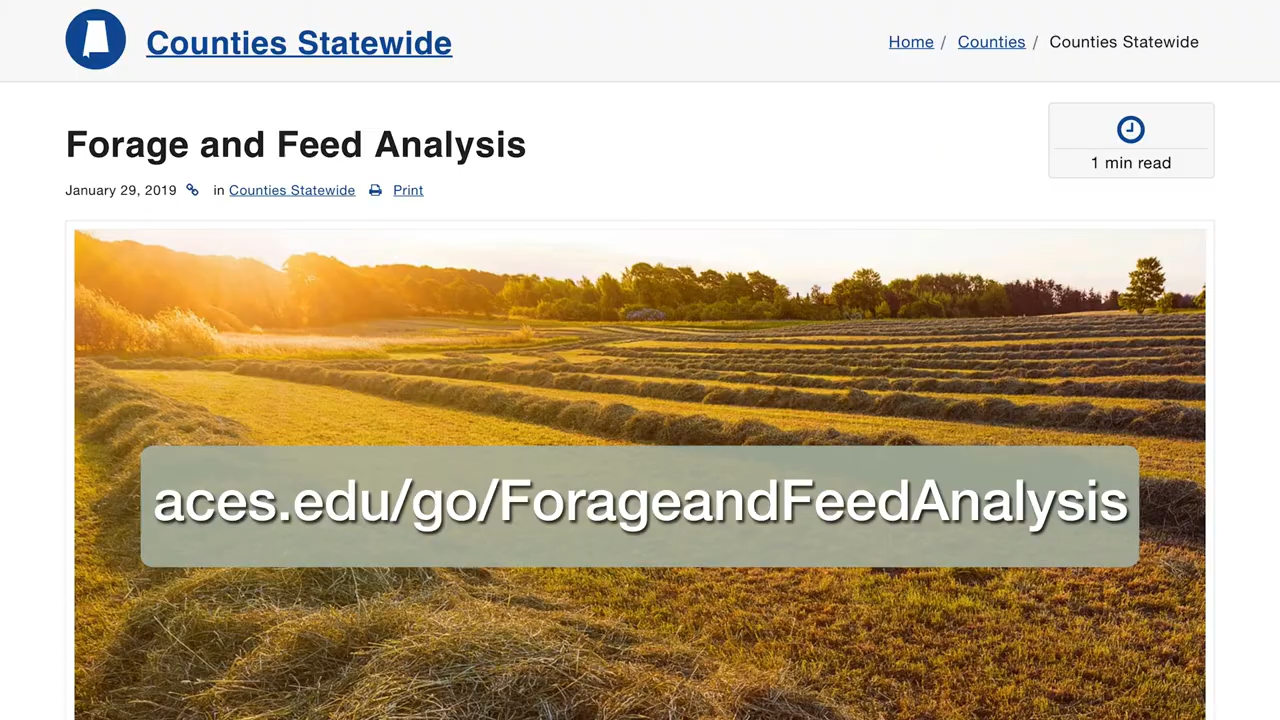 Counties Statewide
Home / Counties / Counties Statewide
Forage and Feed Analysis
1 min read
January 29, 2019 in Counties Statewide Print
aces.edu/go/ForageandFeedAnalysis